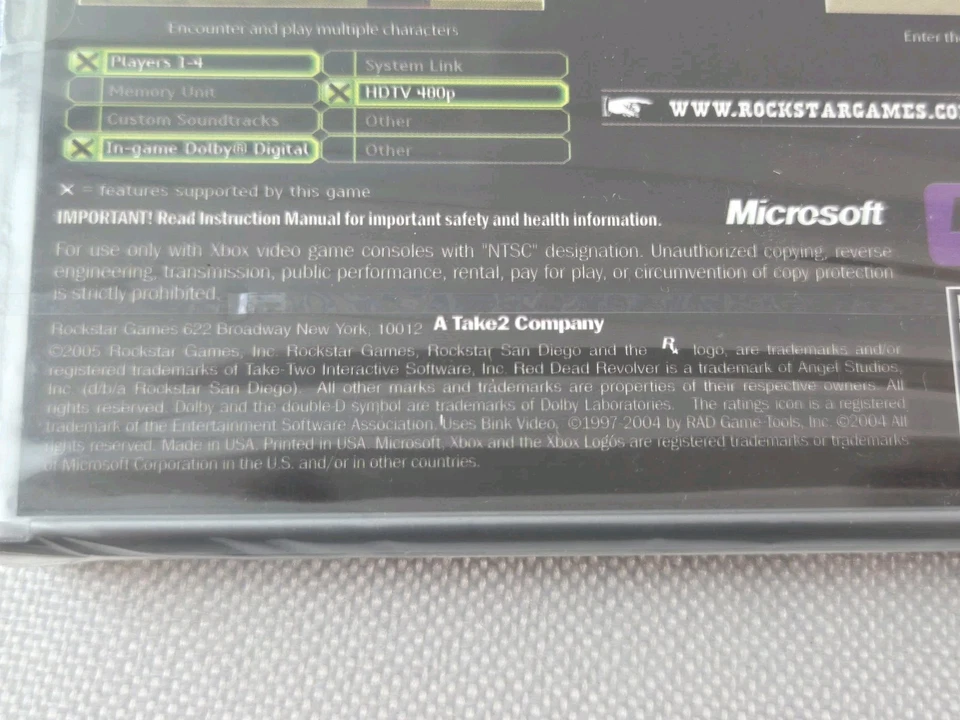 Encounter and play multiple characters
Enter the
X Players 1-4
System Link
Memory Unit
X HDTV 480p
Custom Soundtracks
Other
X In-game Dolby® Digital
Other
WWW.ROCKSTARGAMES.CO
X = features supported by this game
IMPORTANT! Read Instruction Manual for important safety and health information.
Microsoft
For use only with Xbox video game consoles with "NTSC" designation. Unauthorized copying, reverse
engineering, transmission, public performance, rental, pay for play, or circumvention of copy protection
is strictly prohibited.
Rockstar Games 622 Broadway New York, 10012 A Take2 Company
©2005 Rockstar Games, Inc. Rockstar Games, Rockstar San Diego and the R logo, are trademarks and/or
registered trademarks of Take-Two Interactive Software, Inc. Red Dead Revolver is a trademark of Angel Studios,
Inc. (d/b/a Rockstar San Diego). All other marks and trademarks are properties of their respective owners. All
rights reserved. Dolby and the double-D symbol are trademarks of Dolby Laboratories. The ratings icon is a registered
trademark of the Entertainment Software Association. Uses Bink Video, ©1997-2004 by RAD Game Tools, Inc. ©2004 All
rights reserved. Made in USA. Printed in USA. Microsoft, Xbox and the Xbox Logos are registered trademarks or trademarks
of Microsoft Corporation in the U.S. and/or in other countries.